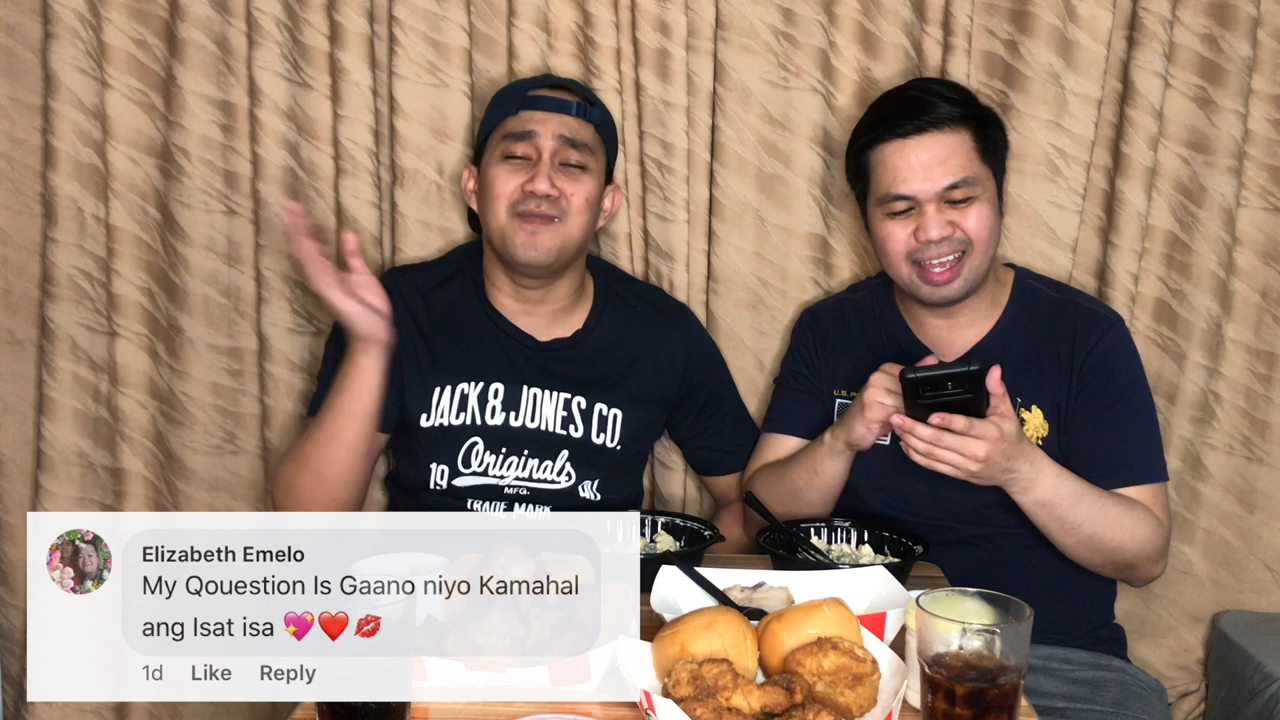 JACK & JONES CO.
Originals
19
MFG.
TRADE MARK
U.S. P
Elizabeth Emelo
My Qouestion Is Gaano niyo Kamahal
ang Isat isa 💖❤️💋
1d Like Reply